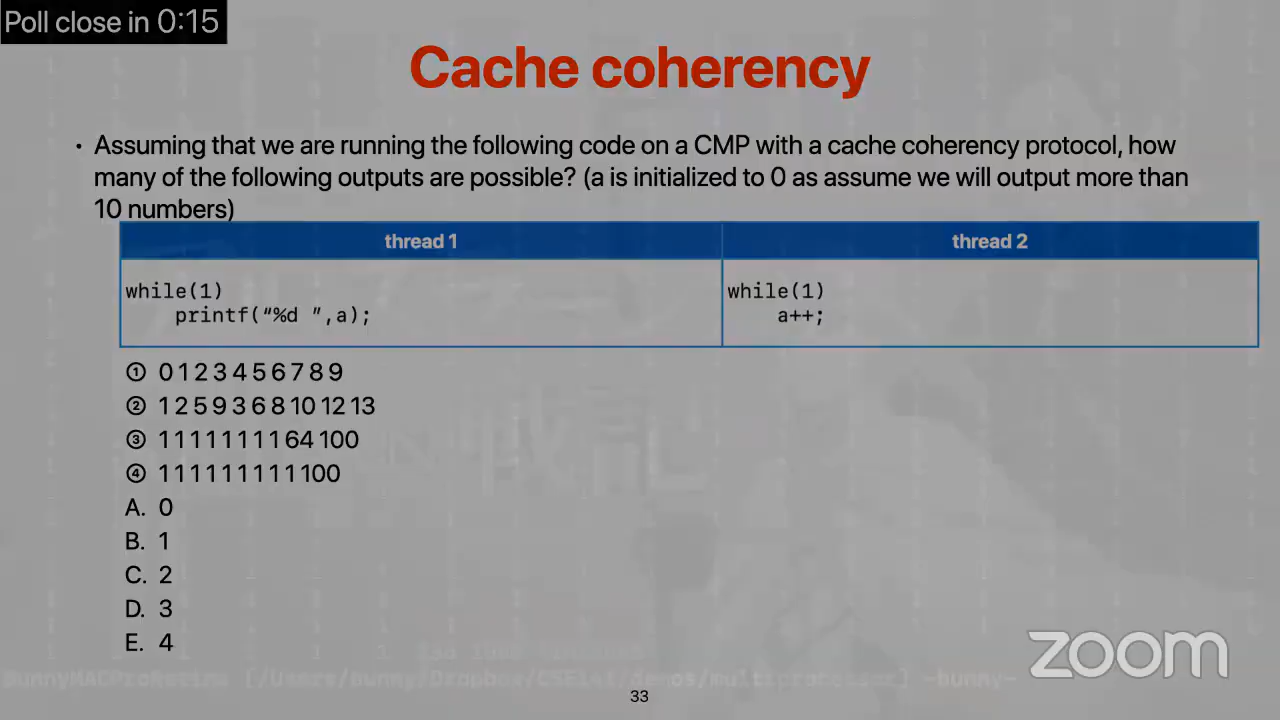 Poll close in 0:15
Cache coherency
• Assuming that we are running the following code on a CMP with a cache coherency protocol, how
many of the following outputs are possible? (a is initialized to 0 as assume we will output more than
10 numbers)
thread 1
thread 2
while(1)
printf(“%d ”,a);
while(1)
a++;
① 0 1 2 3 4 5 6 7 8 9
② 1 2 5 9 3 6 8 10 12 13
③ 1 1 1 1 1 1 1 1 64 100
④ 1 1 1 1 1 1 1 1 1 100
A. 0
B. 1
C. 2
D. 3
E. 4
zoom
33